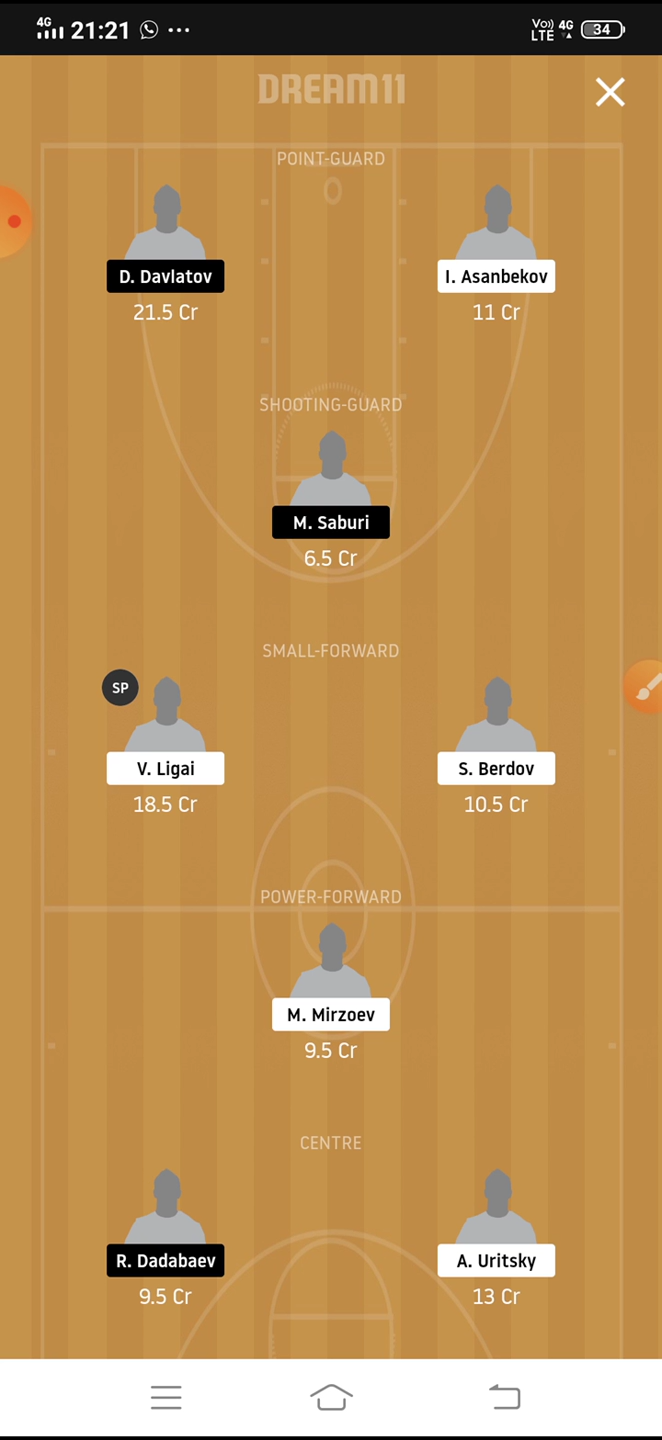 4G 21:21 ... Vo)) LTE 4G 34
DREAM11
POINT-GUARD
D. Davlatov I. Asanbekov
21.5 Cr 11 Cr
SHOOTING-GUARD
M. Saburi
6.5 Cr
SMALL-FORWARD
SP
V. Ligai S. Berdov
18.5 Cr 10.5 Cr
POWER-FORWARD
M. Mirzoev
9.5 Cr
CENTRE
R. Dadabaev A. Uritsky
9.5 Cr 13 Cr